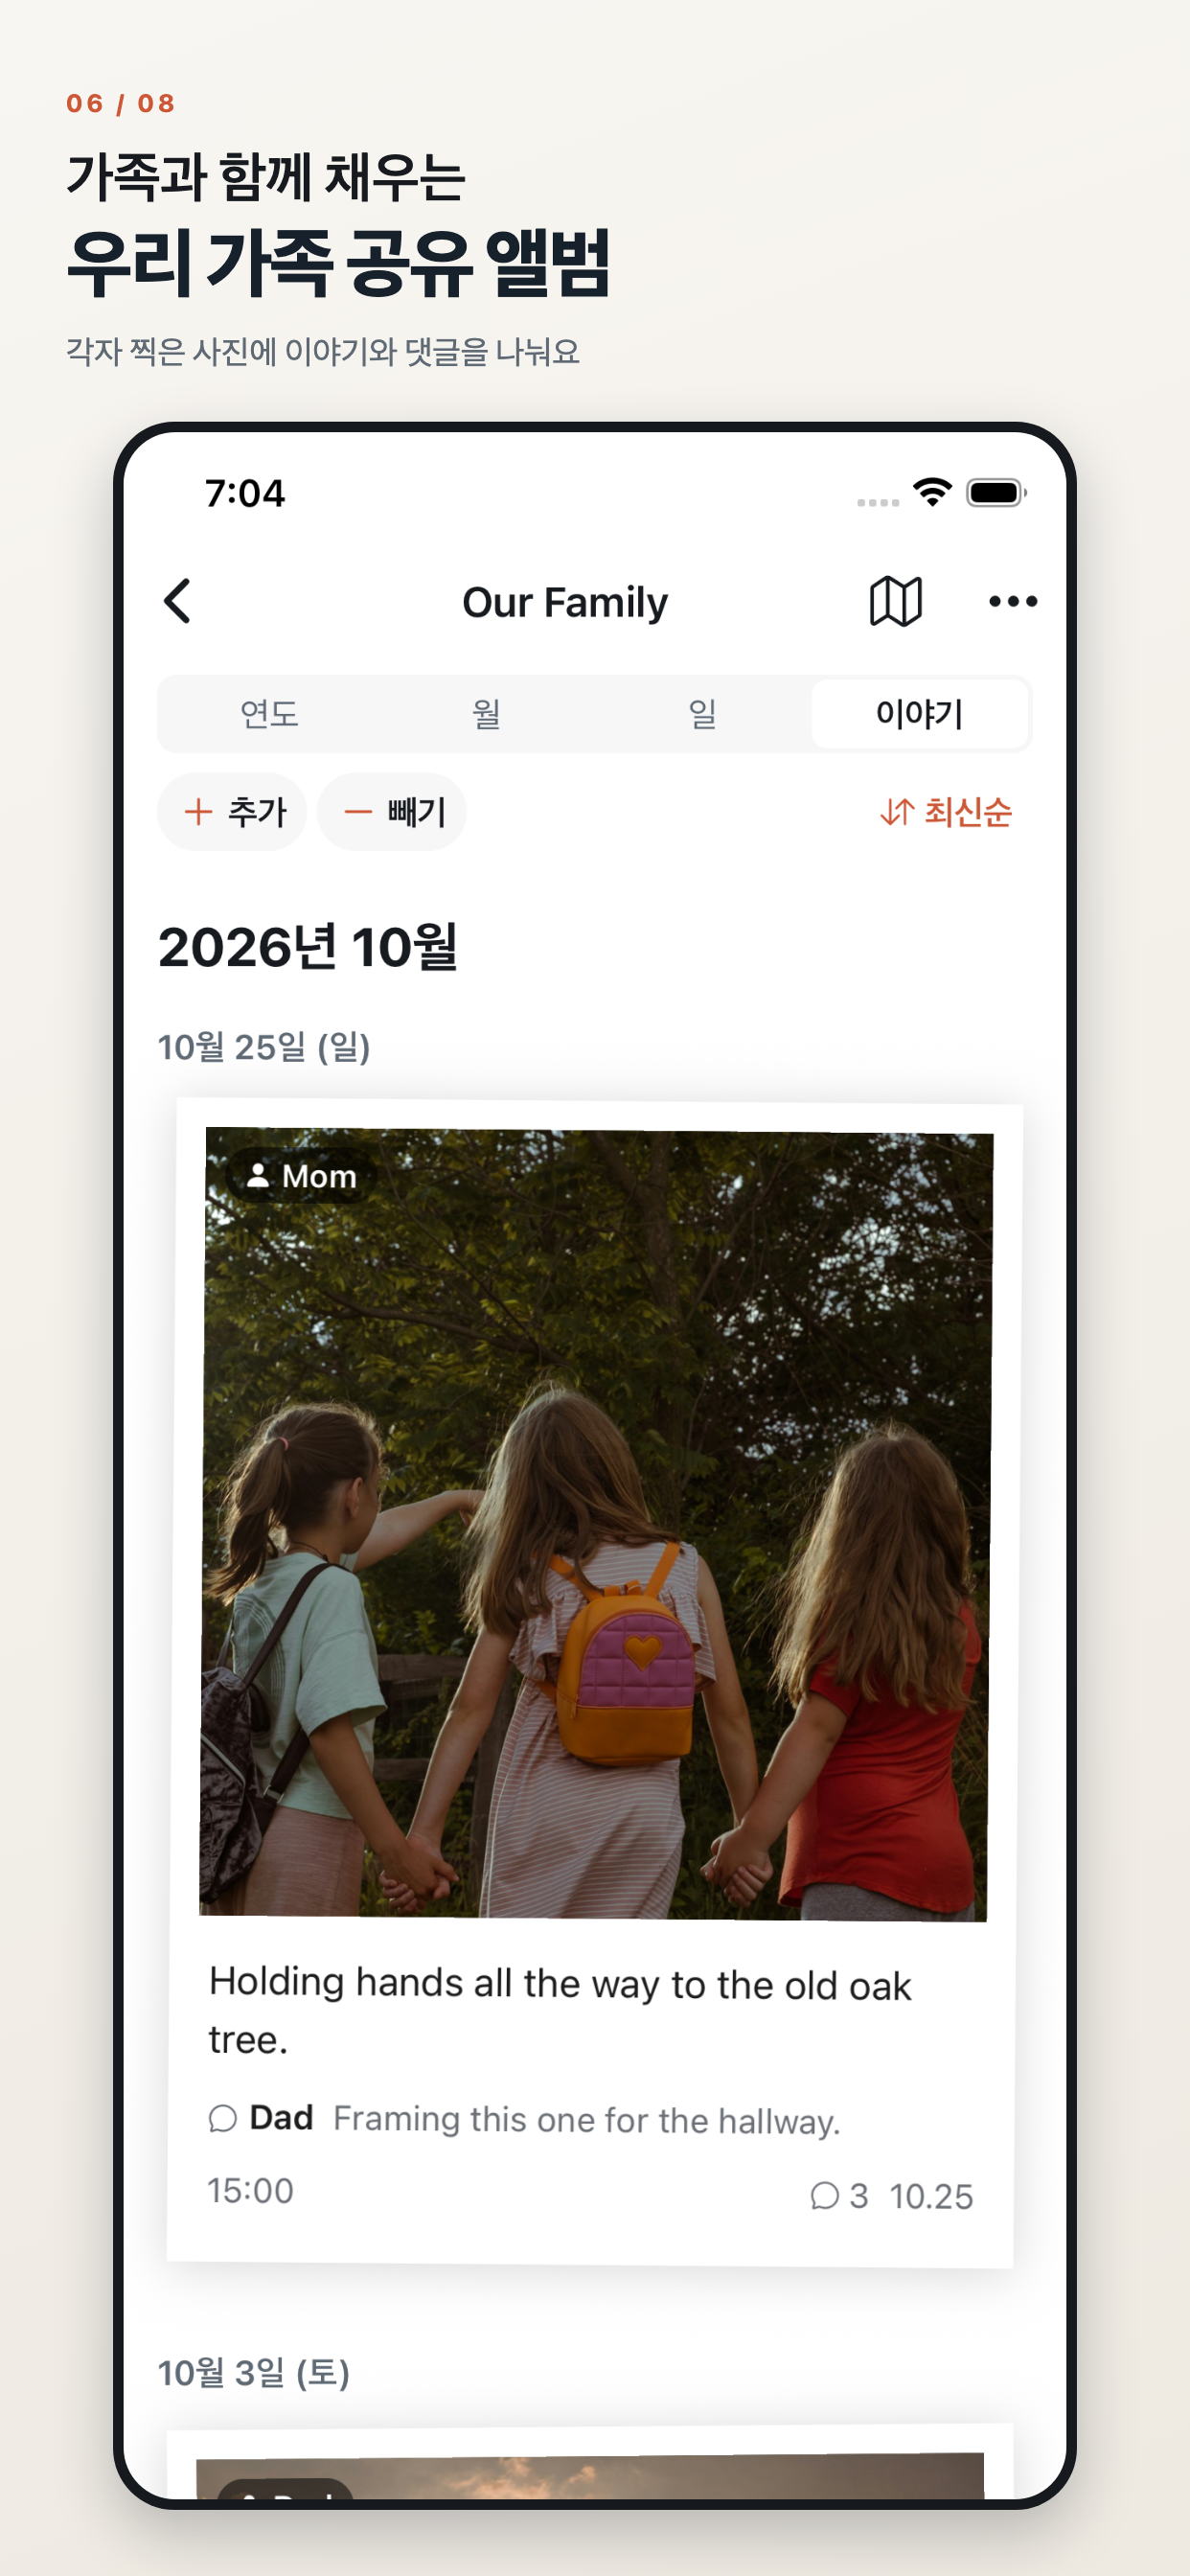 06 / 08
가족과 함께 채우는
우리 가족 공유 앨범
각자 찍은 사진에 이야기와 댓글을 나눠요
7:04
Our Family
연도 월 일 이야기
추가 빼기 최신순
2026년 10월
10월 25일 (일)
Mom
Holding hands all the way to the old oak
tree.
Dad Framing this one for the hallway.
15:00 3 10.25
10월 3일 (토)